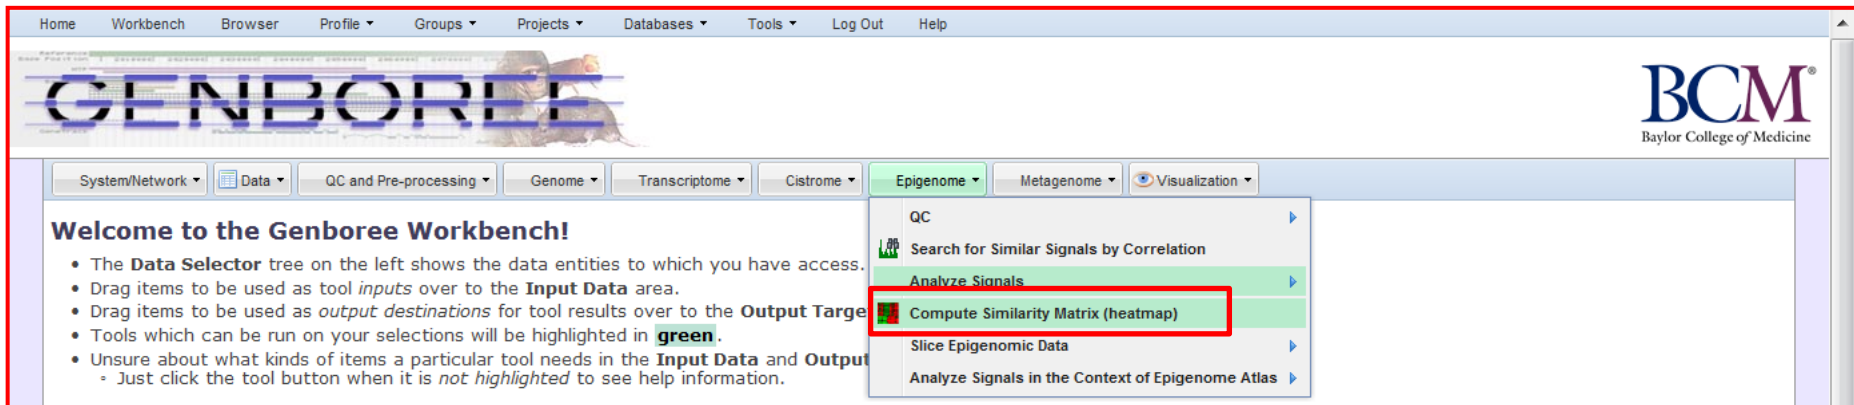 Home Workbench Browser Profile Groups Projects Databases Tools Log Out Help
GENBOREE
BCM®
Baylor College of Medicine
System/Network Data QC and Pre-processing Genome Transcriptome Cistrome Epigenome Metagenome Visualization
Welcome to the Genboree Workbench!
• The Data Selector tree on the left shows the data entities to which you have access.
• Drag items to be used as tool inputs over to the Input Data area.
• Drag items to be used as output destinations for tool results over to the Output Targe
• Tools which can be run on your selections will be highlighted in green.
• Unsure about what kinds of items a particular tool needs in the Input Data and Output
◦ Just click the tool button when it is not highlighted to see help information.
QC
Search for Similar Signals by Correlation
Analyze Signals
Compute Similarity Matrix (heatmap)
Slice Epigenomic Data
Analyze Signals in the Context of Epigenome Atlas